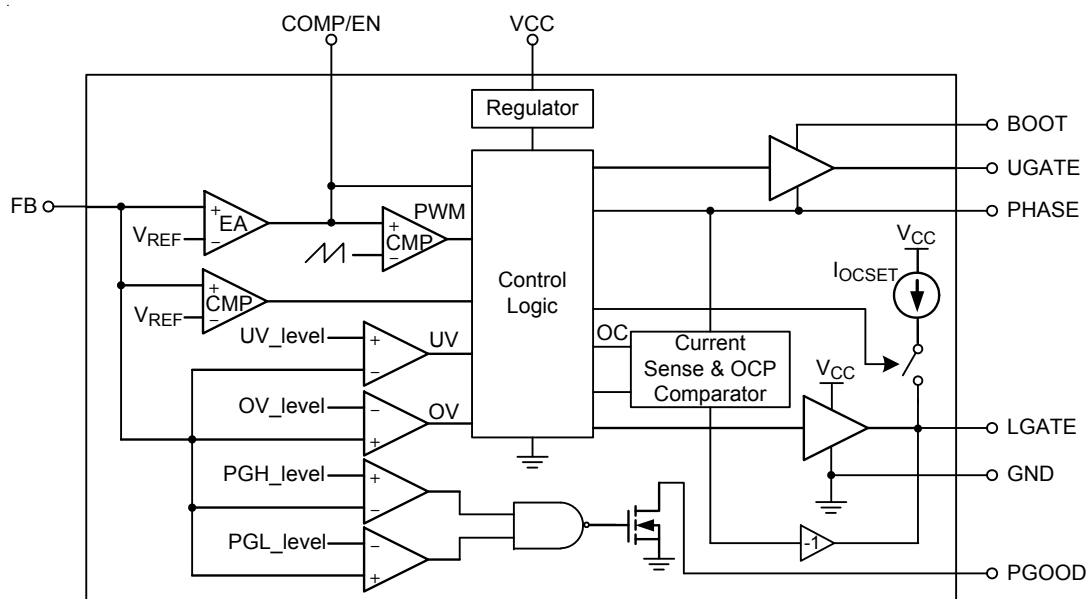 COMP/EN
VCC
Regulator
BOOT
UGATE
PHASE
FB
+
EA
VREF
−
PWM
+
CMP
−
Control
Logic
VCC
IOCSET
+
CMP
VREF
−
UV_level
+
−
UV
OC
Current
Sense & OCP
Comparator
VCC
OV_level
−
+
OV
LGATE
GND
PGH_level
+
−
PGL_level
−
+
-1
PGOOD